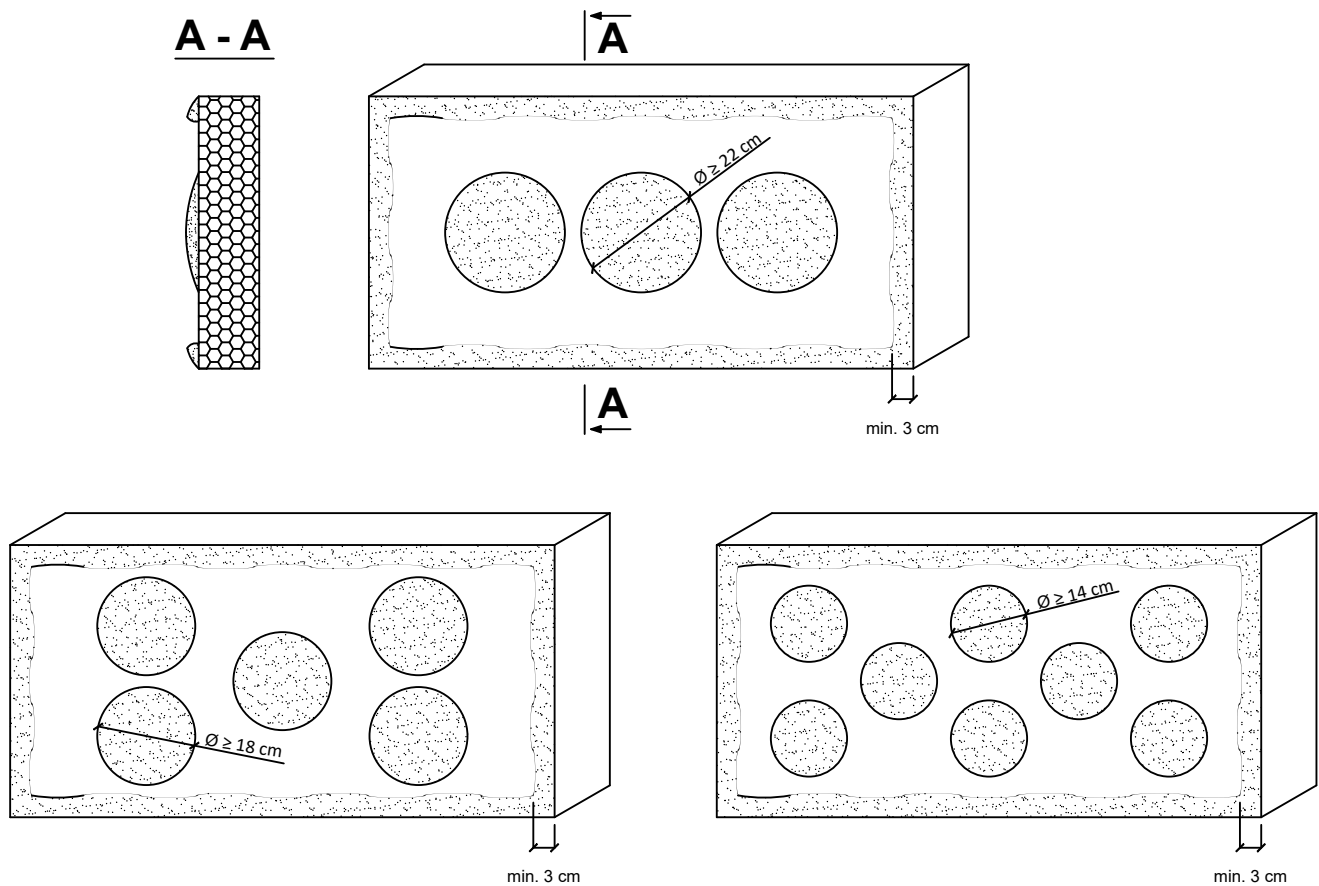 A - A
A
Ø ≥ 22 cm
A
min. 3 cm
Ø ≥ 18 cm
min. 3 cm
Ø ≥ 14 cm
min. 3 cm